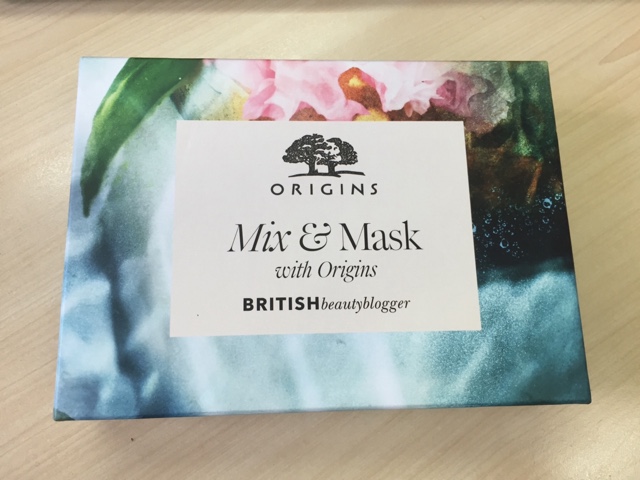 ORIGINS
Mix & Mask
with Origins
BRITISHbeautyblogger